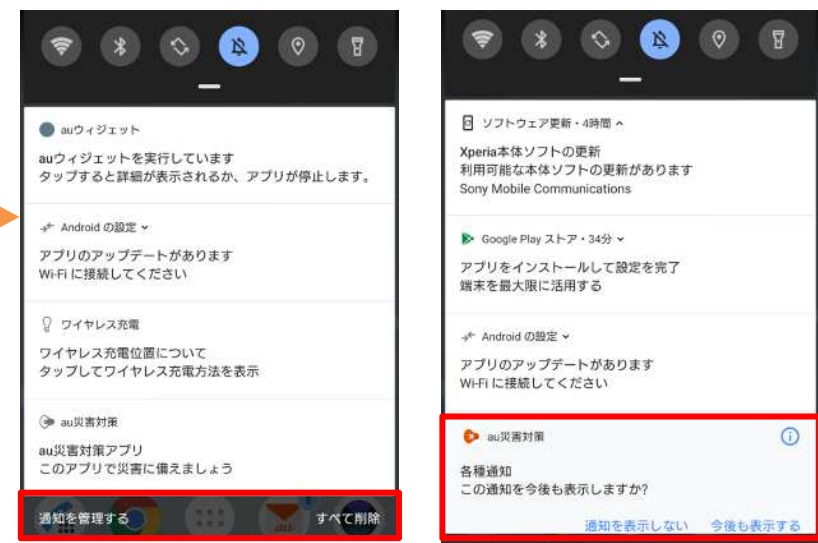 auウィジェット
auウィジェットを実行しています
タップすると詳細が表示されるか、アプリが停止します。
Android の設定
アプリのアップデートがあります
Wi-Fi に接続してください
ワイヤレス充電
ワイヤレス充電位置について
タップしてワイヤレス充電方法を表示
au災害対策
au災害対策アプリ
このアプリで災害に備えましょう
通知を管理する
au
すべて削除
ソフトウェア更新・4時間
Xperia本体ソフトの更新
利用可能な本体ソフトの更新があります
Sony Mobile Communications
Google Play ストア・34分
アプリをインストールして設定を完了
端末を最大限に活用する
Android の設定
アプリのアップデートがあります
Wi-Fi に接続してください
au災害対策
各種通知
この通知を今後も表示しますか?
通知を表示しない 今後も表示する